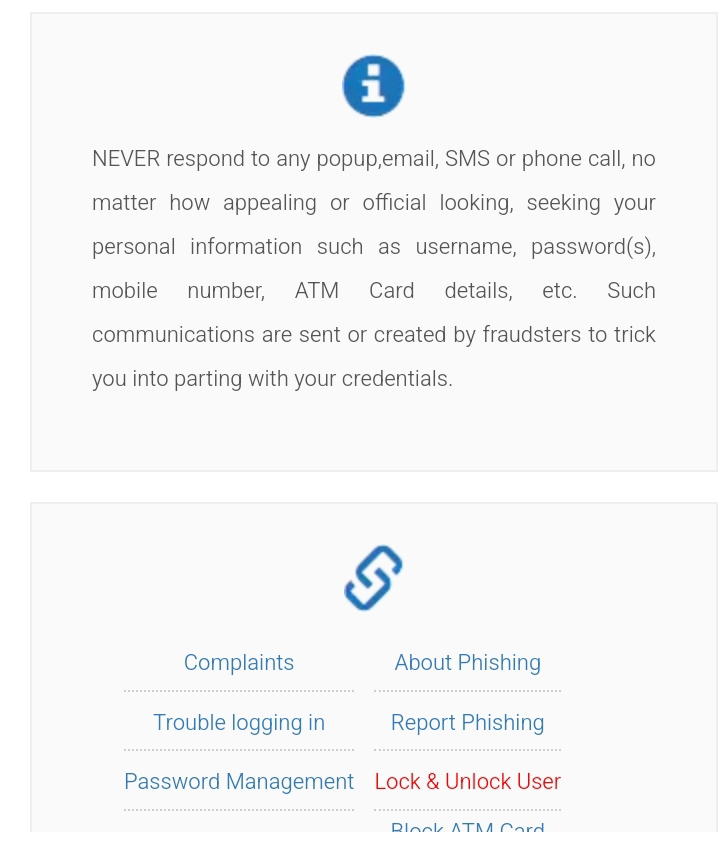 NEVER respond to any popup,email, SMS or phone call, no
matter how appealing or official looking, seeking your
personal information such as username, password(s),
mobile number, ATM Card details, etc. Such
communications are sent or created by fraudsters to trick
you into parting with your credentials.
Complaints
About Phishing
Trouble logging in
Report Phishing
Password Management
Lock & Unlock User
Block ATM Card